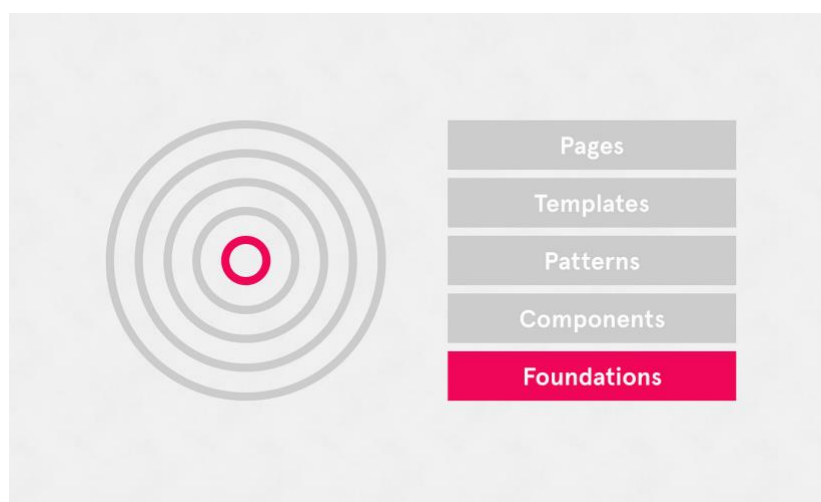 Pages
Templates
Patterns
Components
Foundations